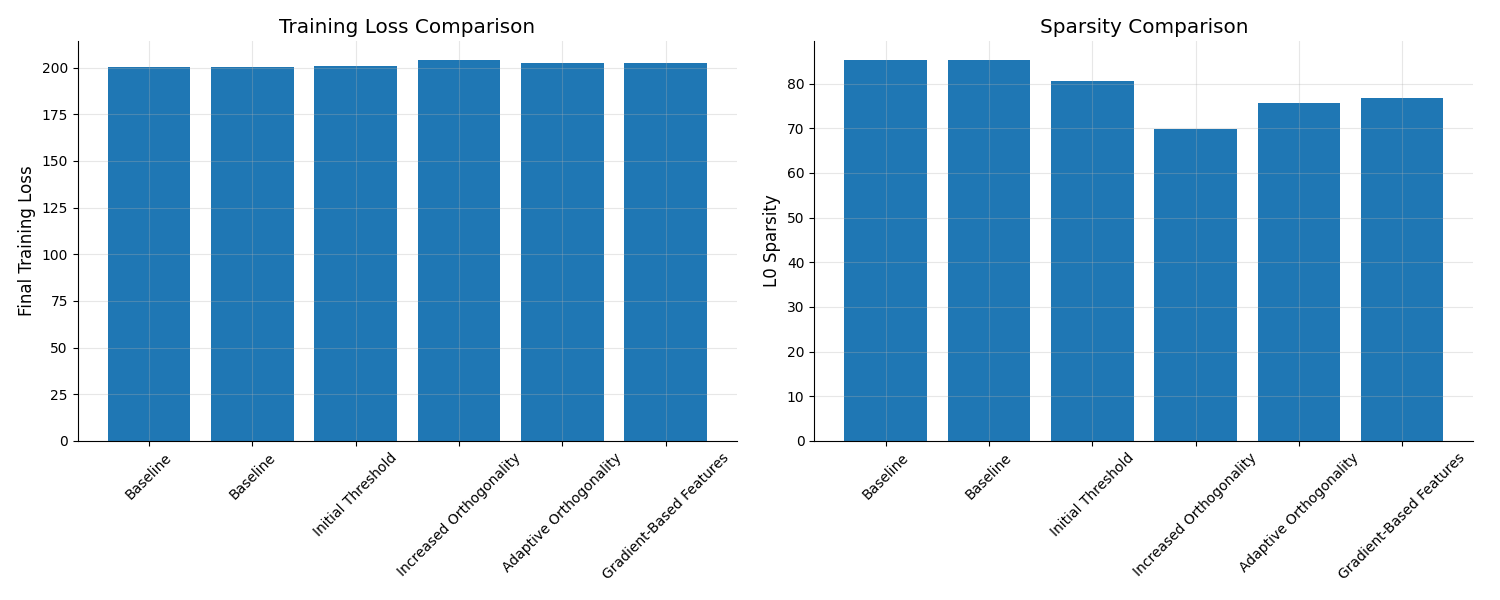 Training Loss Comparison
Final Training Loss
200
175
150
125
100
75
50
25
0
Baseline
Baseline
Initial Threshold
Increased Orthogonality
Adaptive Orthogonality
Gradient-Based Features
Sparsity Comparison
L0 Sparsity
80
70
60
50
40
30
20
10
0
Baseline
Baseline
Initial Threshold
Increased Orthogonality
Adaptive Orthogonality
Gradient-Based Features